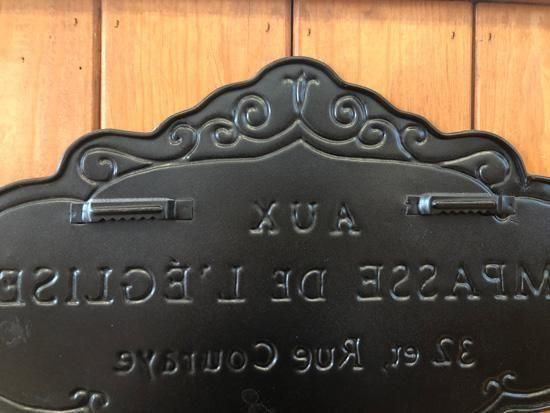 AUX
MPASSE DE L'ÉGLISE
32 et, Rue Couraye